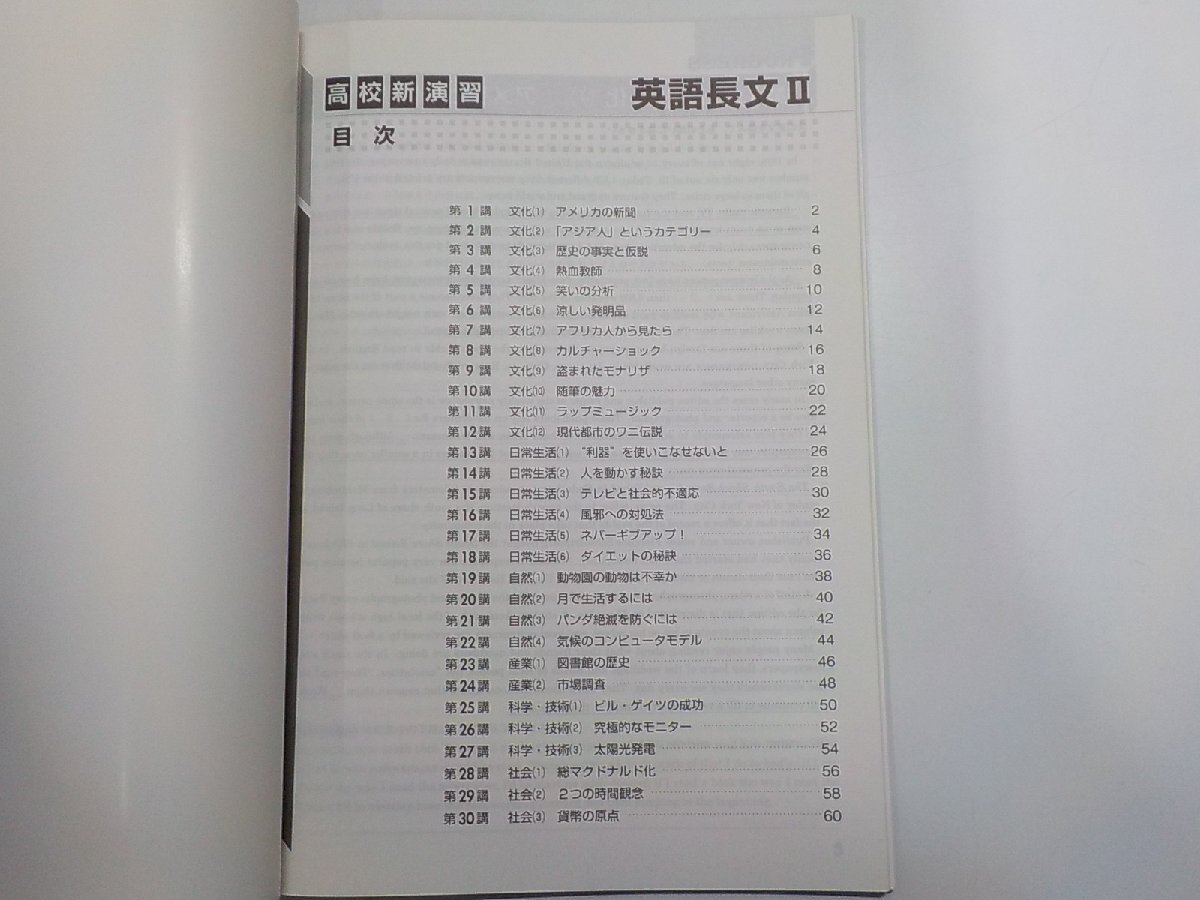 高校新演習 英語長文Ⅱ
目 次
第1講 文化(1) アメリカの新聞 2
第2講 文化(2) 「アジア人」というカテゴリー 4
第3講 文化(3) 歴史の事実と仮説 6
第4講 文化(4) 熱血教師 8
第5講 文化(5) 笑いの分析 10
第6講 文化(6) 涼しい発明品 12
第7講 文化(7) アフリカ人から見たら 14
第8講 文化(8) カルチャーショック 16
第9講 文化(9) 盗まれたモナリザ 18
第10講 文化(10) 随筆の魅力 20
第11講 文化(11) ラップミュージック 22
第12講 文化(12) 現代都市のワニ伝説 24
第13講 日常生活(1) “利器”を使いこなせないと 26
第14講 日常生活(2) 人を動かす秘訣 28
第15講 日常生活(3) テレビと社会的不適応 30
第16講 日常生活(4) 風邪への対処法 32
第17講 日常生活(5) ネバーギブアップ! 34
第18講 日常生活(6) ダイエットの秘訣 36
第19講 自然(1) 動物園の動物は不幸か 38
第20講 自然(2) 月で生活するには 40
第21講 自然(3) パンダ絶滅を防ぐには 42
第22講 自然(4) 気候のコンピュータモデル 44
第23講 産業(1) 図書館の歴史 46
第24講 産業(2) 市場調査 48
第25講 科学・技術(1) ビル・ゲイツの成功 50
第26講 科学・技術(2) 究極的なモニター 52
第27講 科学・技術(3) 太陽光発電 54
第28講 社会(1) 総マクドナルド化 56
第29講 社会(2) 2つの時間観念 58
第30講 社会(3) 貨幣の原点 60